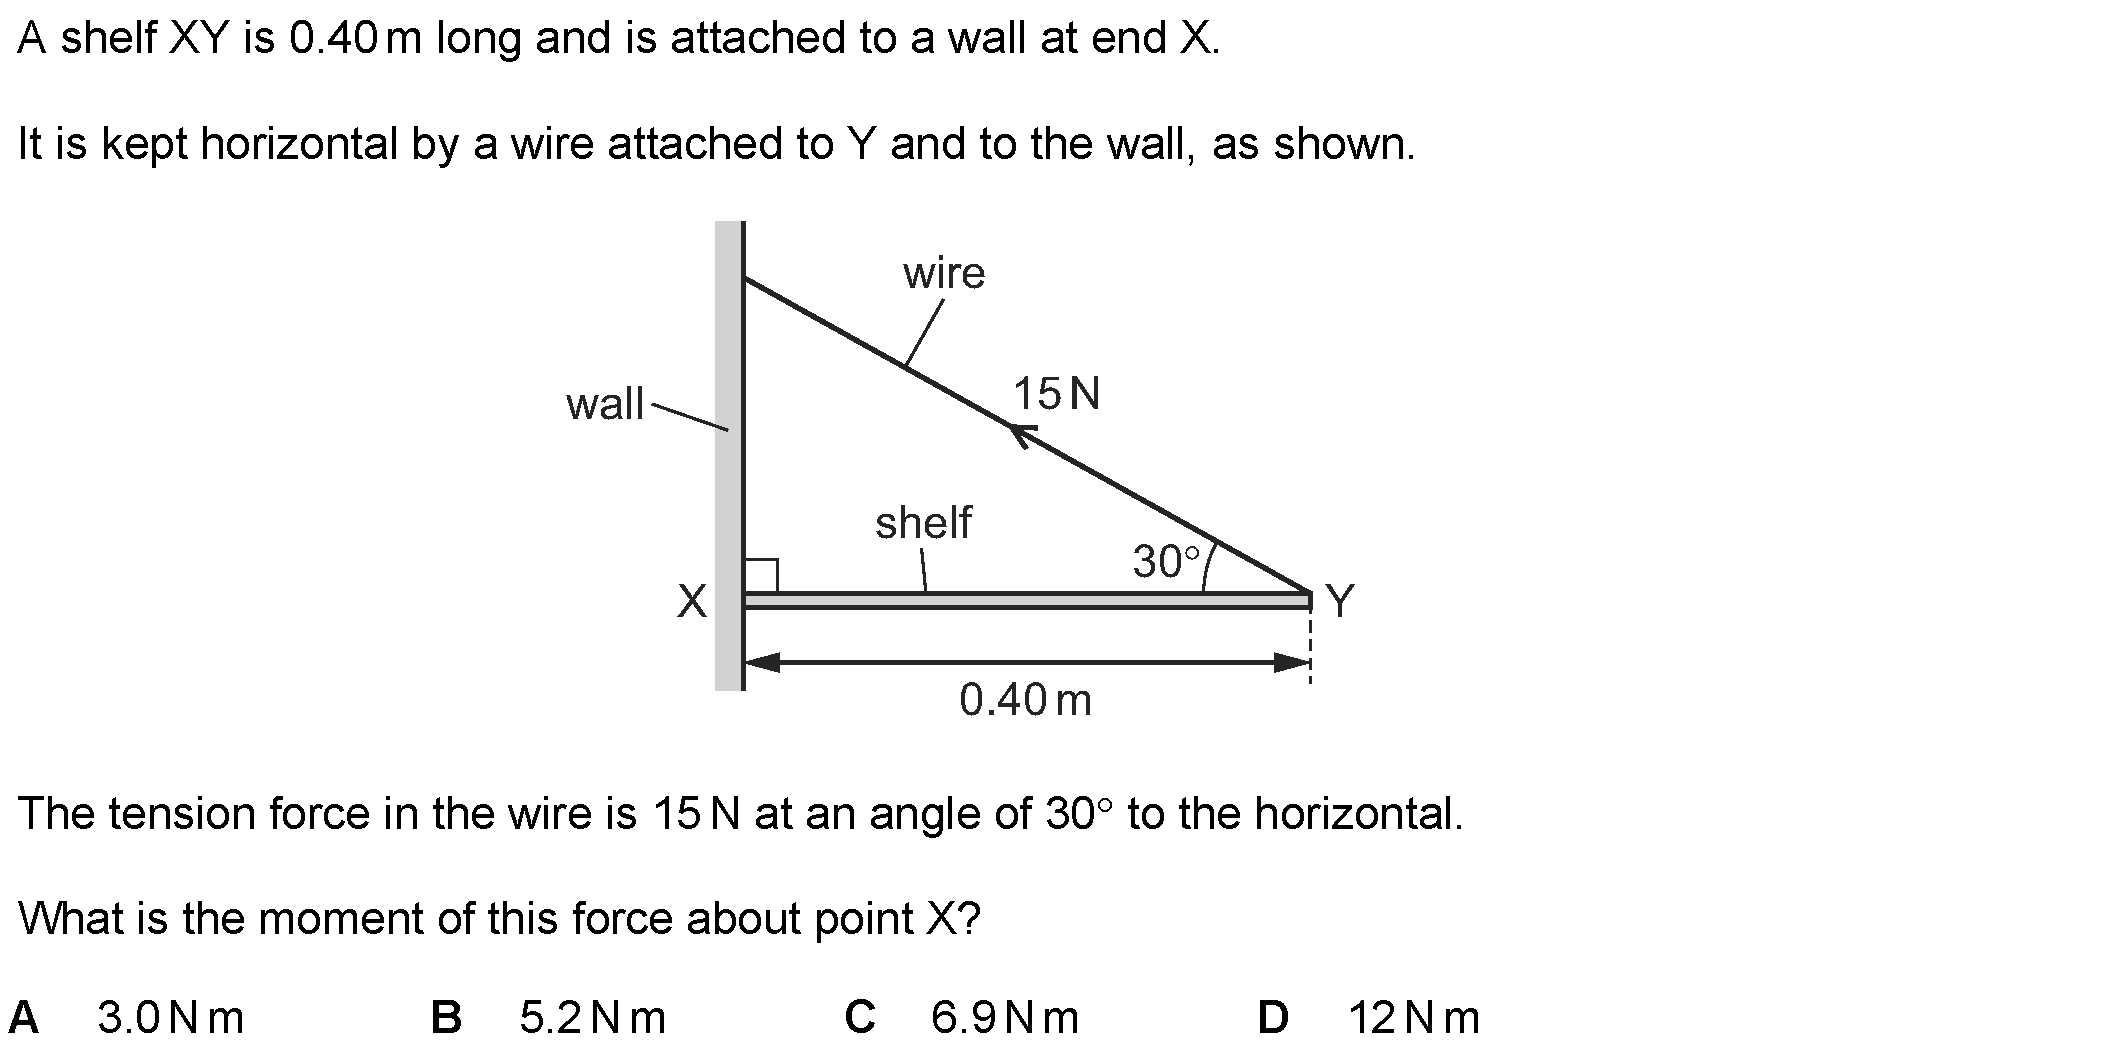 A shelf XY is 0.40 m long and is attached to a wall at end X.
It is kept horizontal by a wire attached to Y and to the wall, as shown.
wire
15 N
wall
shelf
30°
X
Y
0.40 m
The tension force in the wire is 15 N at an angle of 30° to the horizontal.
What is the moment of this force about point X?
A 3.0 N m B 5.2 N m C 6.9 N m D 12 N m